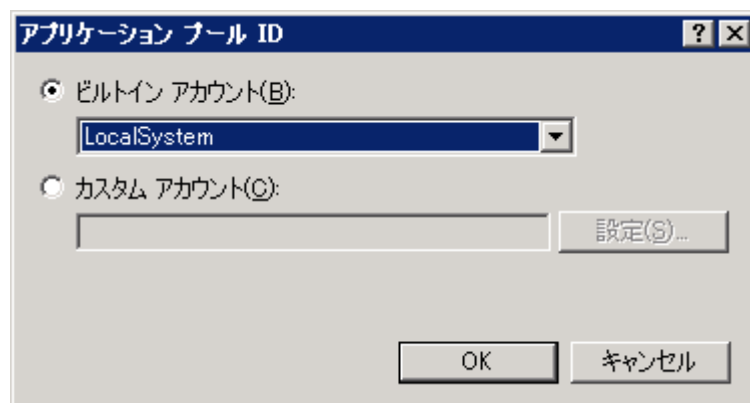 アプリケーション プール ID
ビルトイン アカウント(B):
LocalSystem
カスタム アカウント(C):
設定(S)...
OK
キャンセル